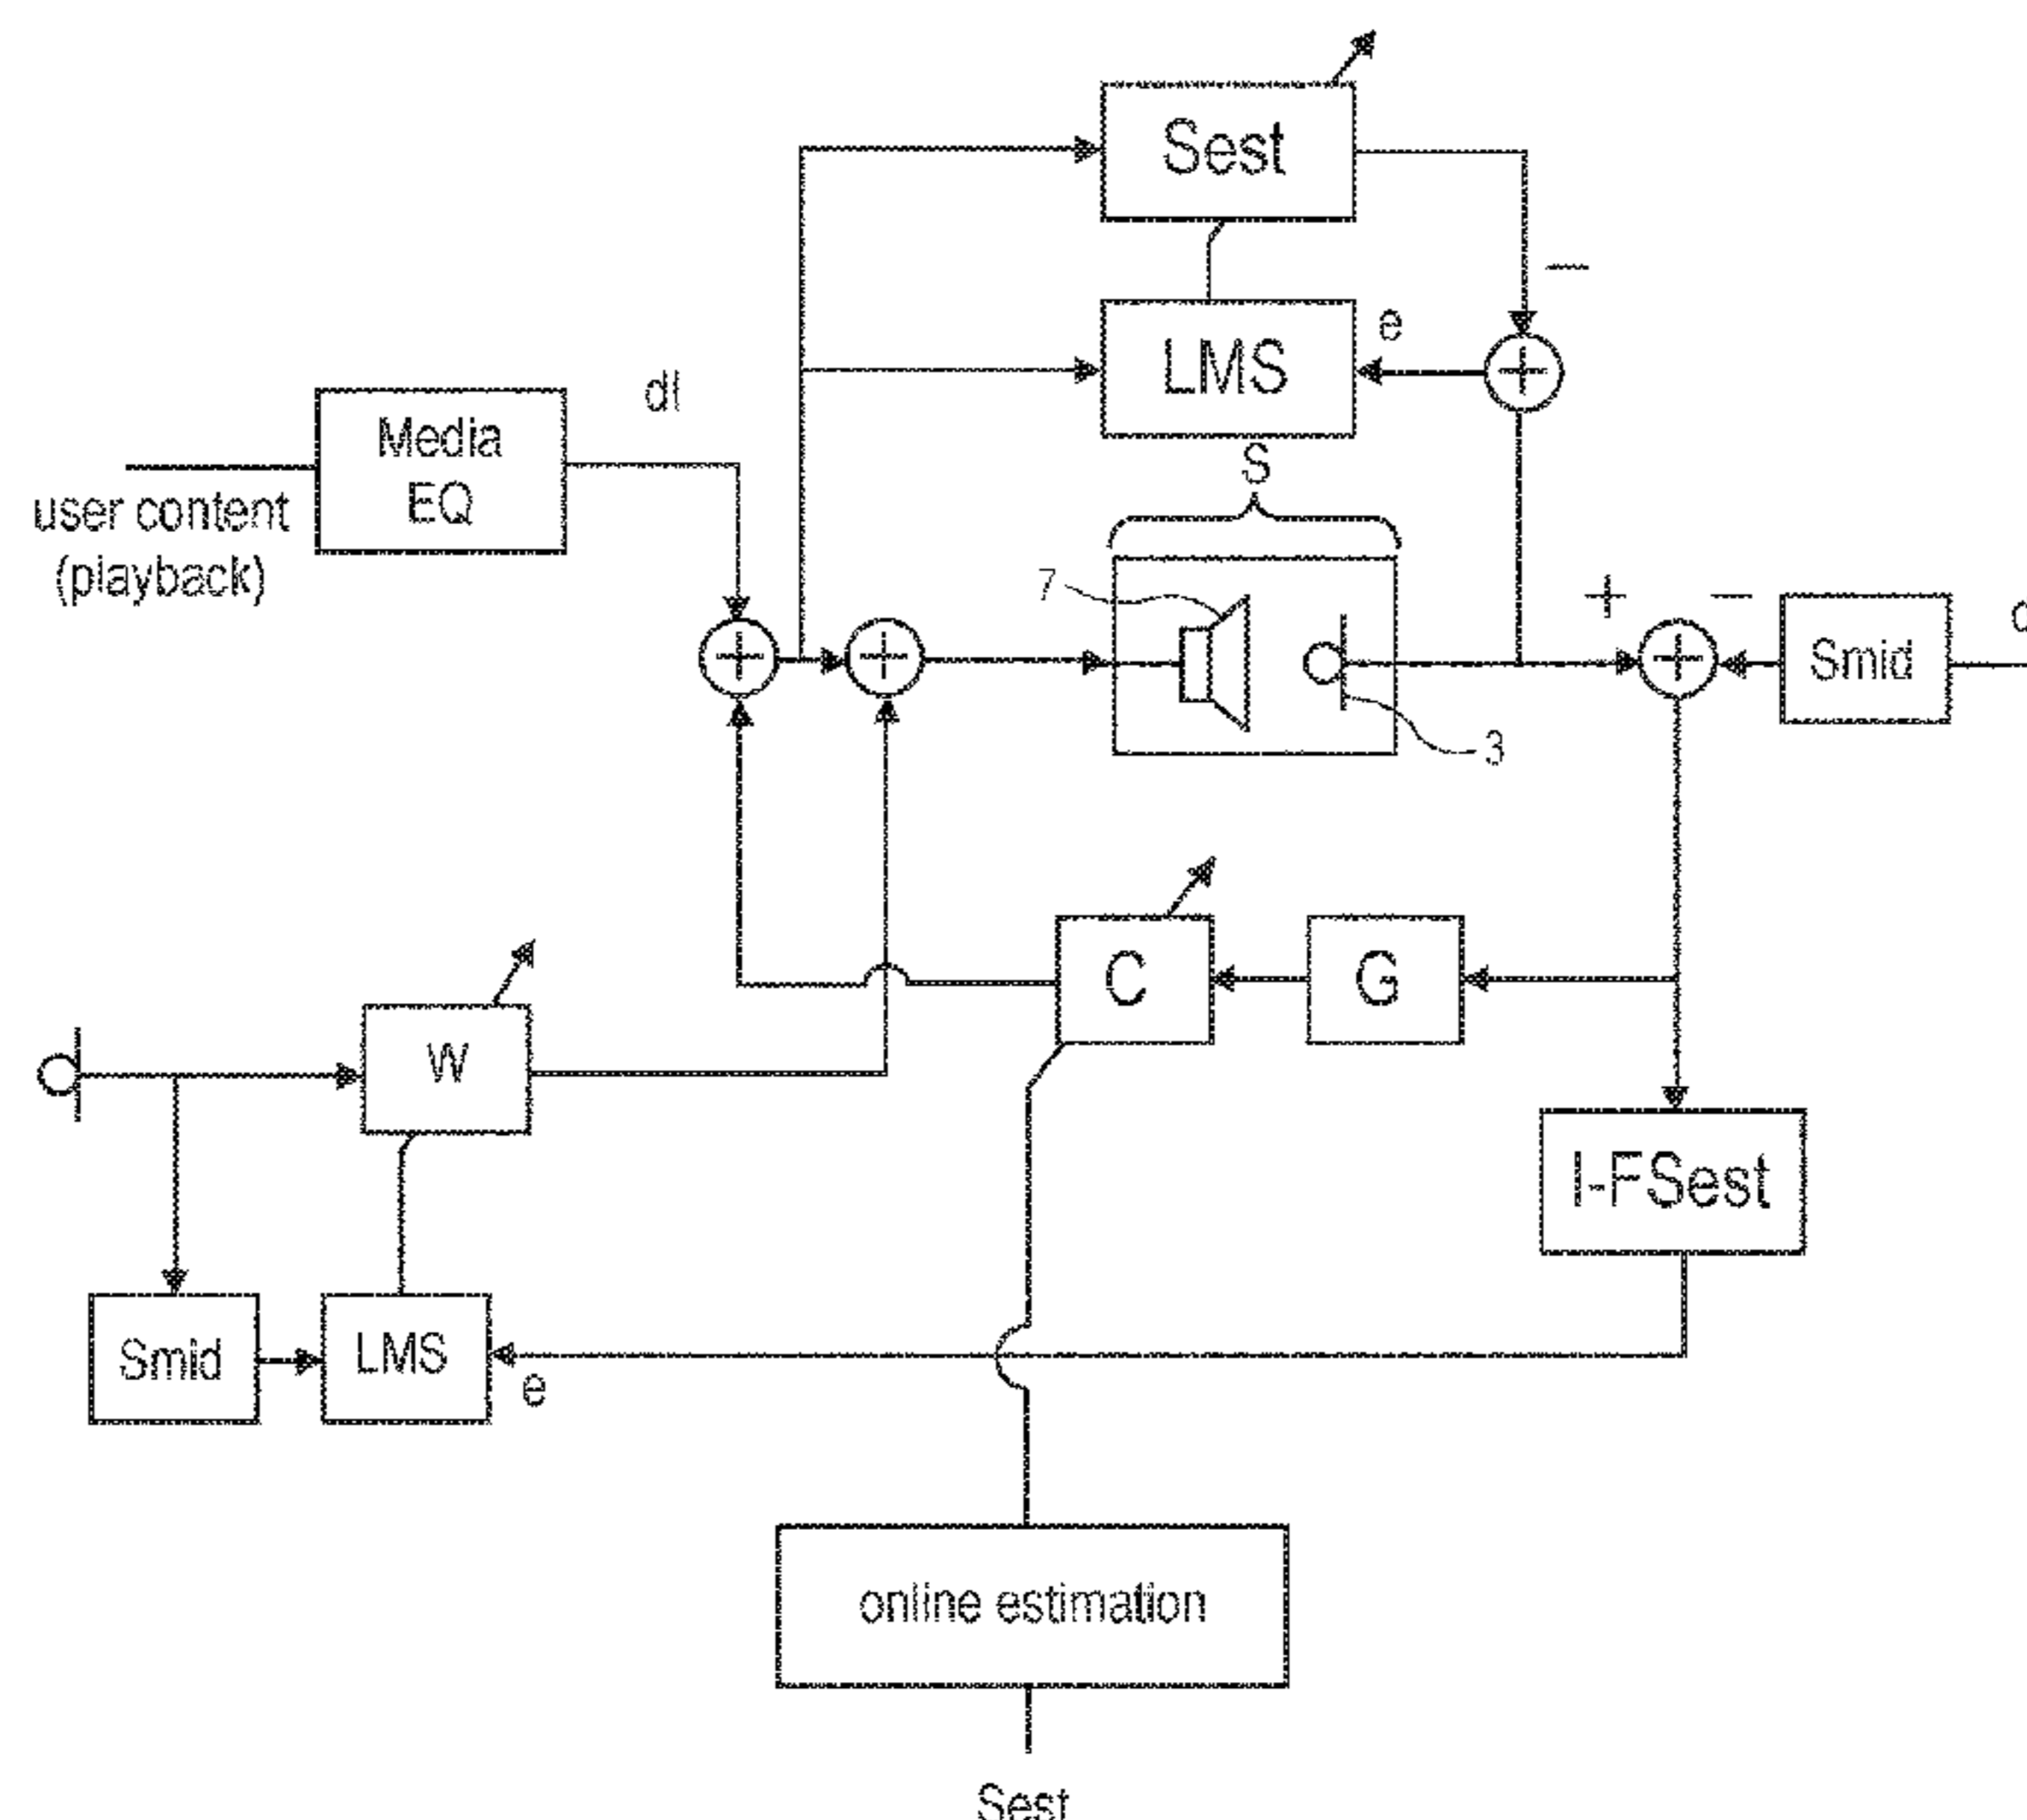 Sest
−
e
LMS
dl
Media
EQ
S
user content
(playback)
7
+
−
Smid
3
C
G
W
I-FSest
Smid
LMS
e
online estimation
Sest